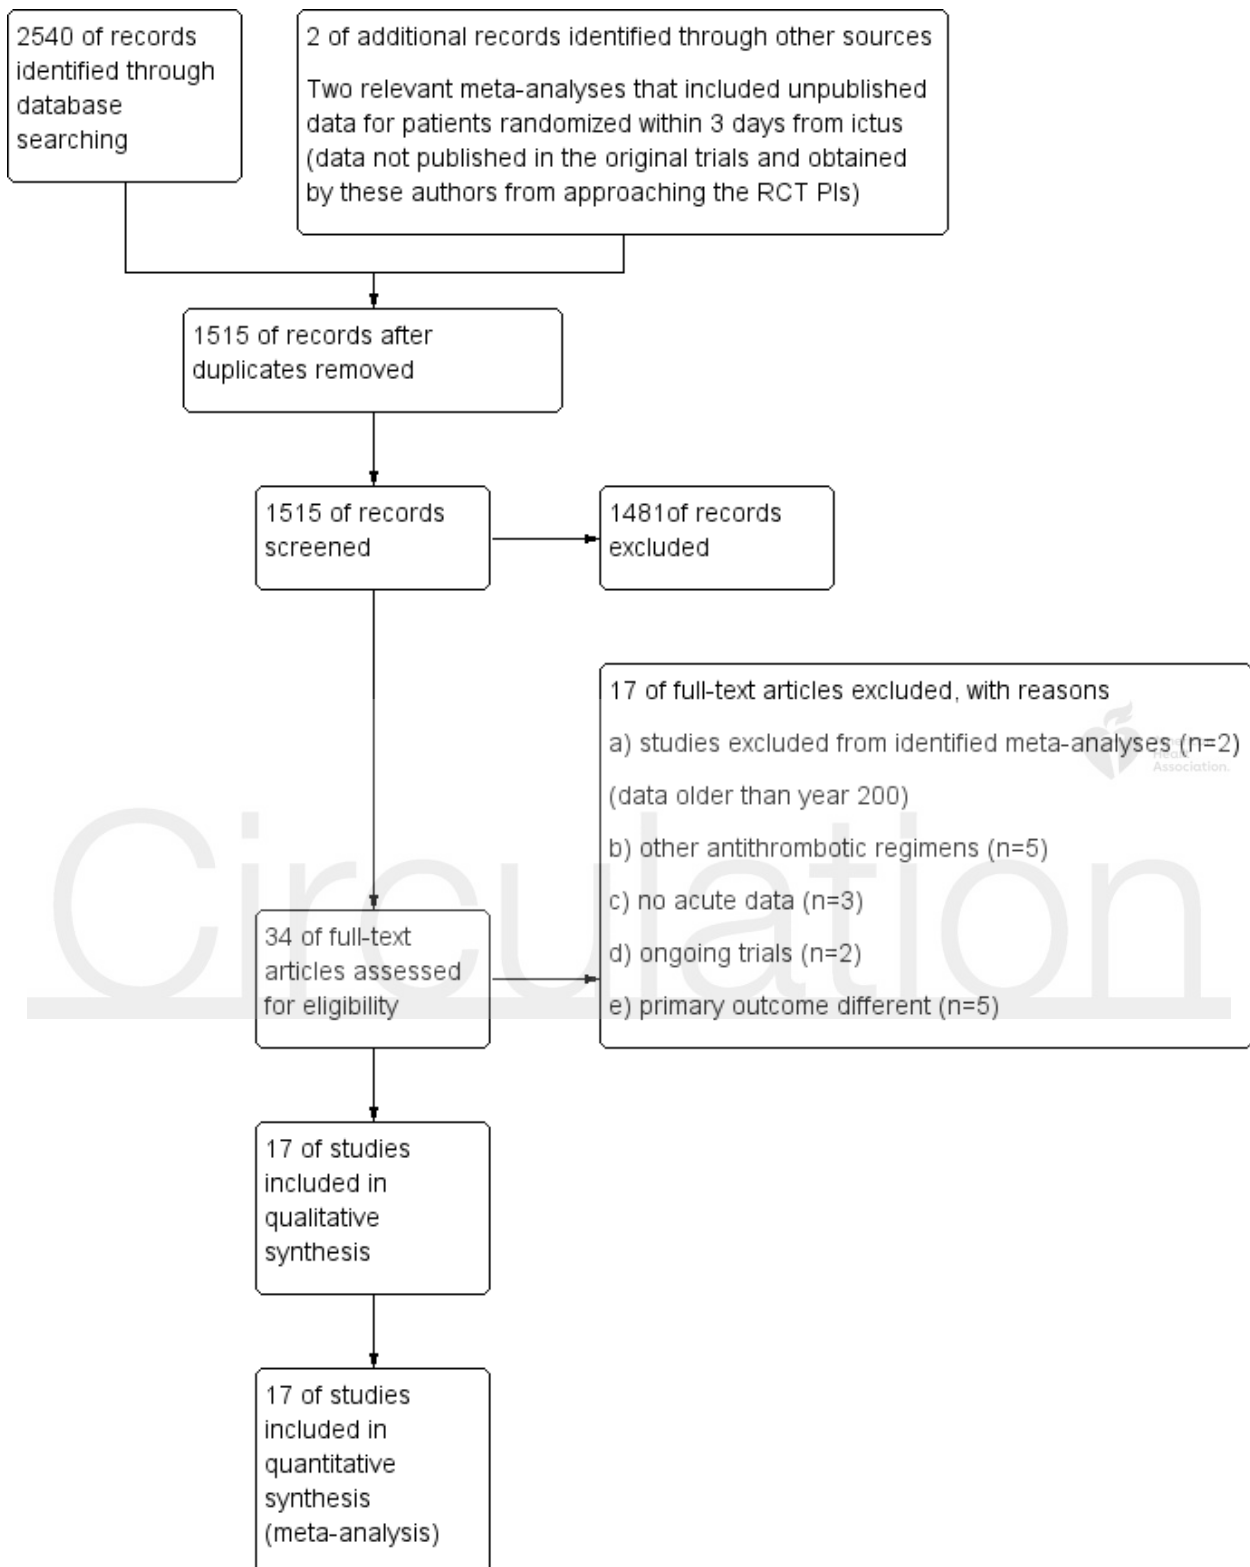 2540 of records
identified through
database
searching
2 of additional records identified through other sources
Two relevant meta-analyses that included unpublished
data for patients randomized within 3 days from ictus
(data not published in the original trials and obtained
by these authors from approaching the RCT PIs)
1515 of records after
duplicates removed
1515 of records
screened
1481of records
excluded
17 of full-text articles excluded, with reasons
a) studies excluded from identified meta-analyses (n=2)
(data older than year 200)
b) other antithrombotic regimens (n=5)
c) no acute data (n=3)
d) ongoing trials (n=2)
e) primary outcome different (n=5)
Heart
Association.
Circulation
34 of full-text
articles assessed
for eligibility
17 of studies
included in
qualitative
synthesis
17 of studies
included in
quantitative
synthesis
(meta-analysis)